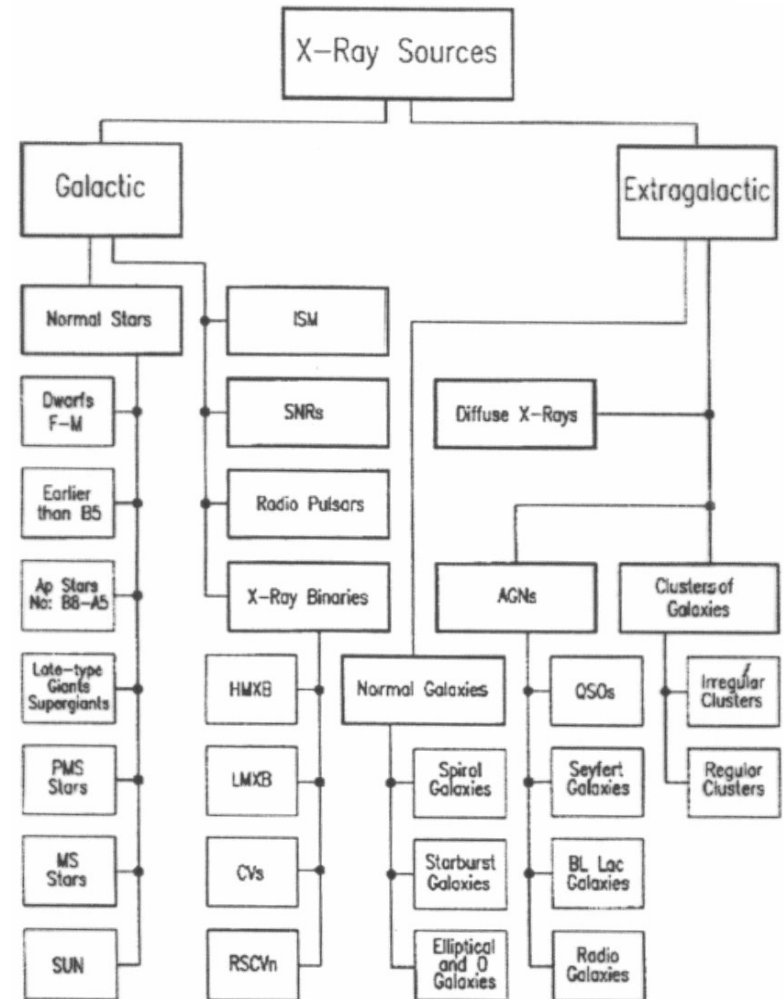 X-Ray Sources
Galactic
Extragalactic
Normal Stars
ISM
Dwarfs
F-M
SNRs
Diffuse X-Rays
Earlier
than B5
Radio Pulsars
Ap Stars
No: B8-A5
X-Ray Binaries
AGNs
Clusters of
Galaxies
Late-type
Giants
Supergiants
HMXB
Normal Galaxies
QSOs
Irregular
Clusters
PMS
Stars
LMXB
Spiral
Galaxies
Seyfert
Galaxies
Regular
Clusters
MS
Stars
CVs
Starburst
Galaxies
BL Lac
Galaxies
SUN
RSCVn
Elliptical
and O
Galaxies
Radio
Galaxies